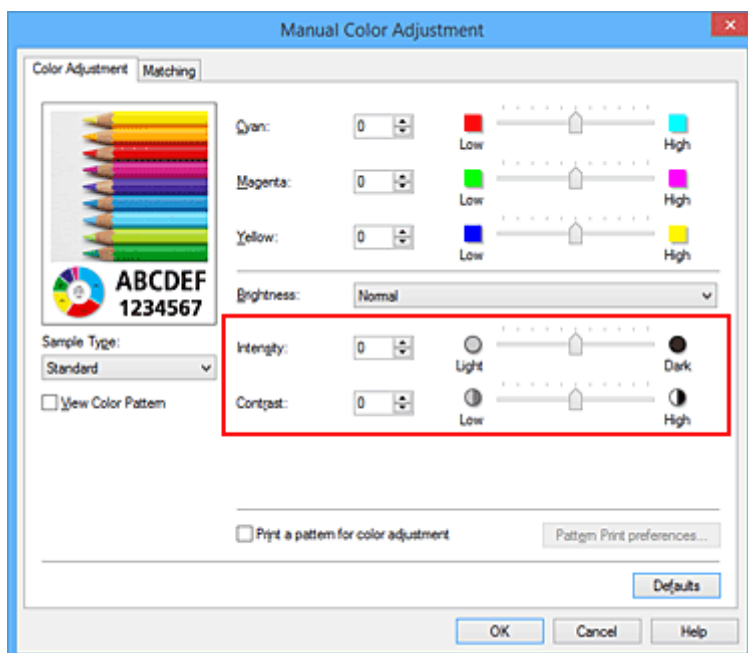 Manual Color Adjustment
Color Adjustment Matching
Cyan: 0 Low High
Magenta: 0 Low High
Yellow: 0 Low High
ABCDEF
1234567
Brightness: Normal
Sample Type:
Standard
View Color Pattern
Intensity: 0 Light Dark
Contrast: 0 Low High
Print a pattern for color adjustment Pattern Print preferences...
Defaults
OK Cancel Help